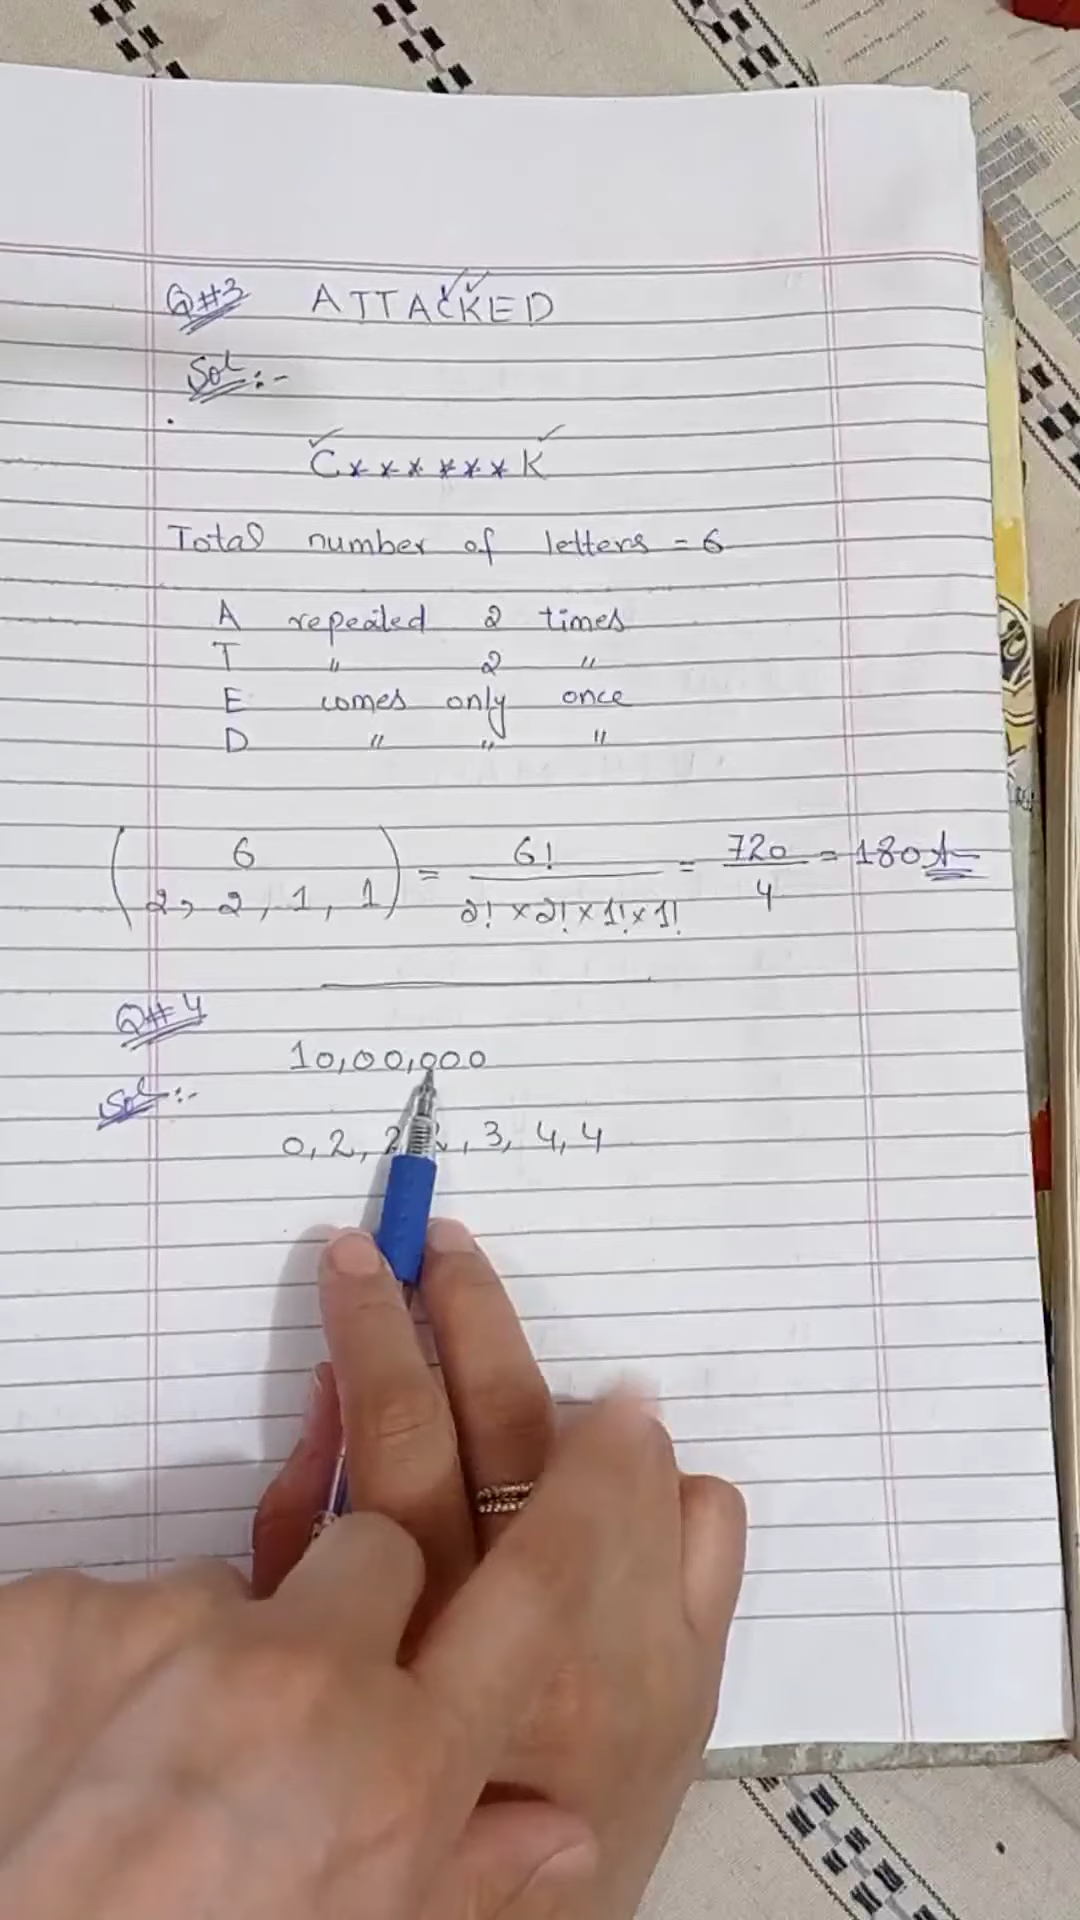 Q#3 ATTACKED
Sol:-
C******K
Total number of letters = 6
A repeated 2 times
T " 2 "
E comes only once
D " " "
( 6 2, 2, 1, 1 ) = 6! / 2! × 2! × 1! × 1! = 720 / 4 = 180
Q#4
10,00,000
Sol:-
0, 2, 2, , 3, 4, 4